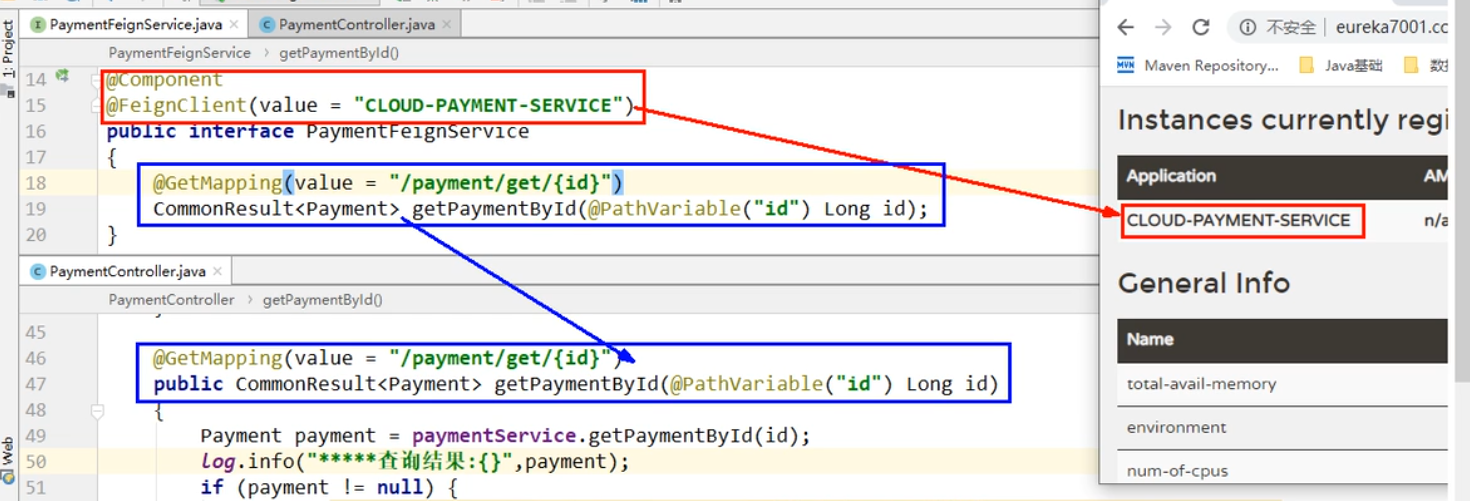 PaymentFeignService.java
PaymentController.java
PaymentFeignService
getPaymentById()
1: Project
14 @Component
15 @FeignClient(value = "CLOUD-PAYMENT-SERVICE")
16 public interface PaymentFeignService
17 {
18 @GetMapping(value = "/payment/get/{id}")
19 CommonResult<Payment> getPaymentById(@PathVariable("id") Long id);
20 }
PaymentController.java
PaymentController
getPaymentById()
45
46 @GetMapping(value = "/payment/get/{id}")
47 public CommonResult<Payment> getPaymentById(@PathVariable("id") Long id)
48 {
49 Payment payment = paymentService.getPaymentById(id);
50 log.info("*****查询结果:{}",payment);
51 if (payment != null) {
Web
不安全 | eureka7001.cc
MVN Maven Repository...
Java基础
Instances currently regi
Application AM
CLOUD-PAYMENT-SERVICE n/a
General Info
Name
total-avail-memory
environment
num-of-cpus